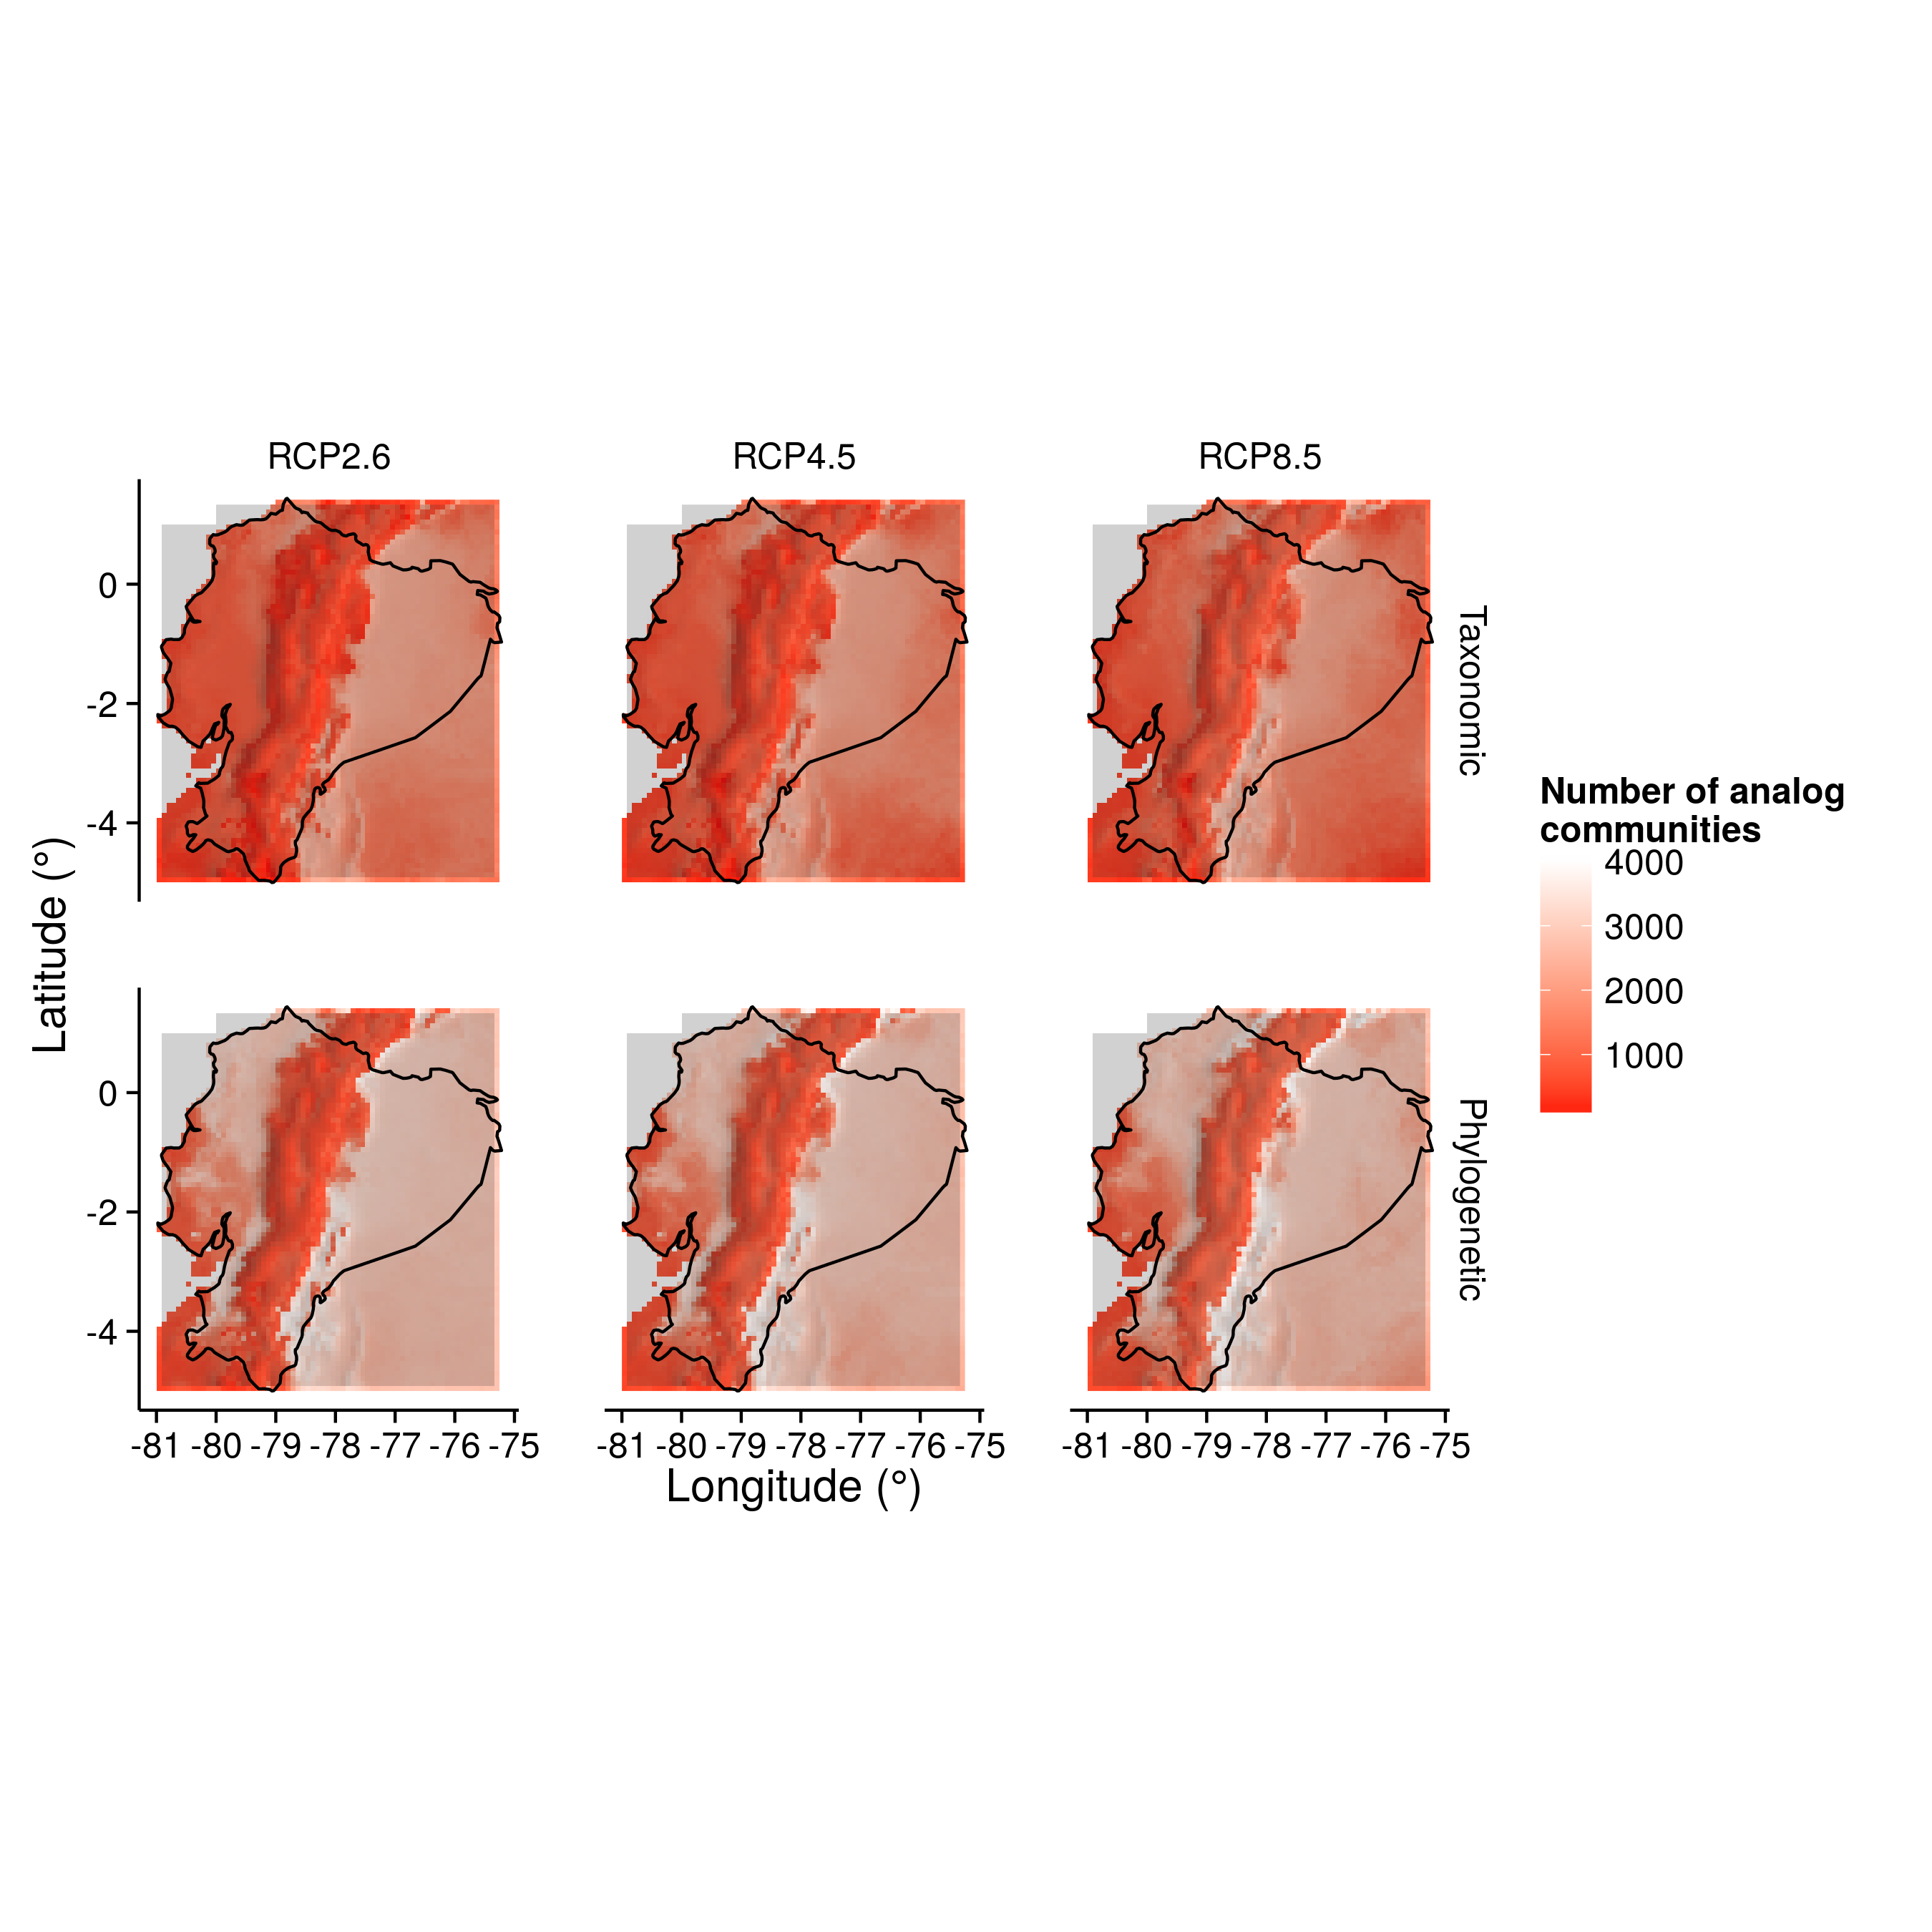 RCP2.6 RCP4.5 RCP8.5
0
-2
-4
Taxonomic
Number of analog
communities
4000
3000
2000
1000
Latitude (°)
0
-2
-4
Phylogenetic
-81 -80 -79 -78 -77 -76 -75 -81 -80 -79 -78 -77 -76 -75 -81 -80 -79 -78 -77 -76 -75
Longitude (°)